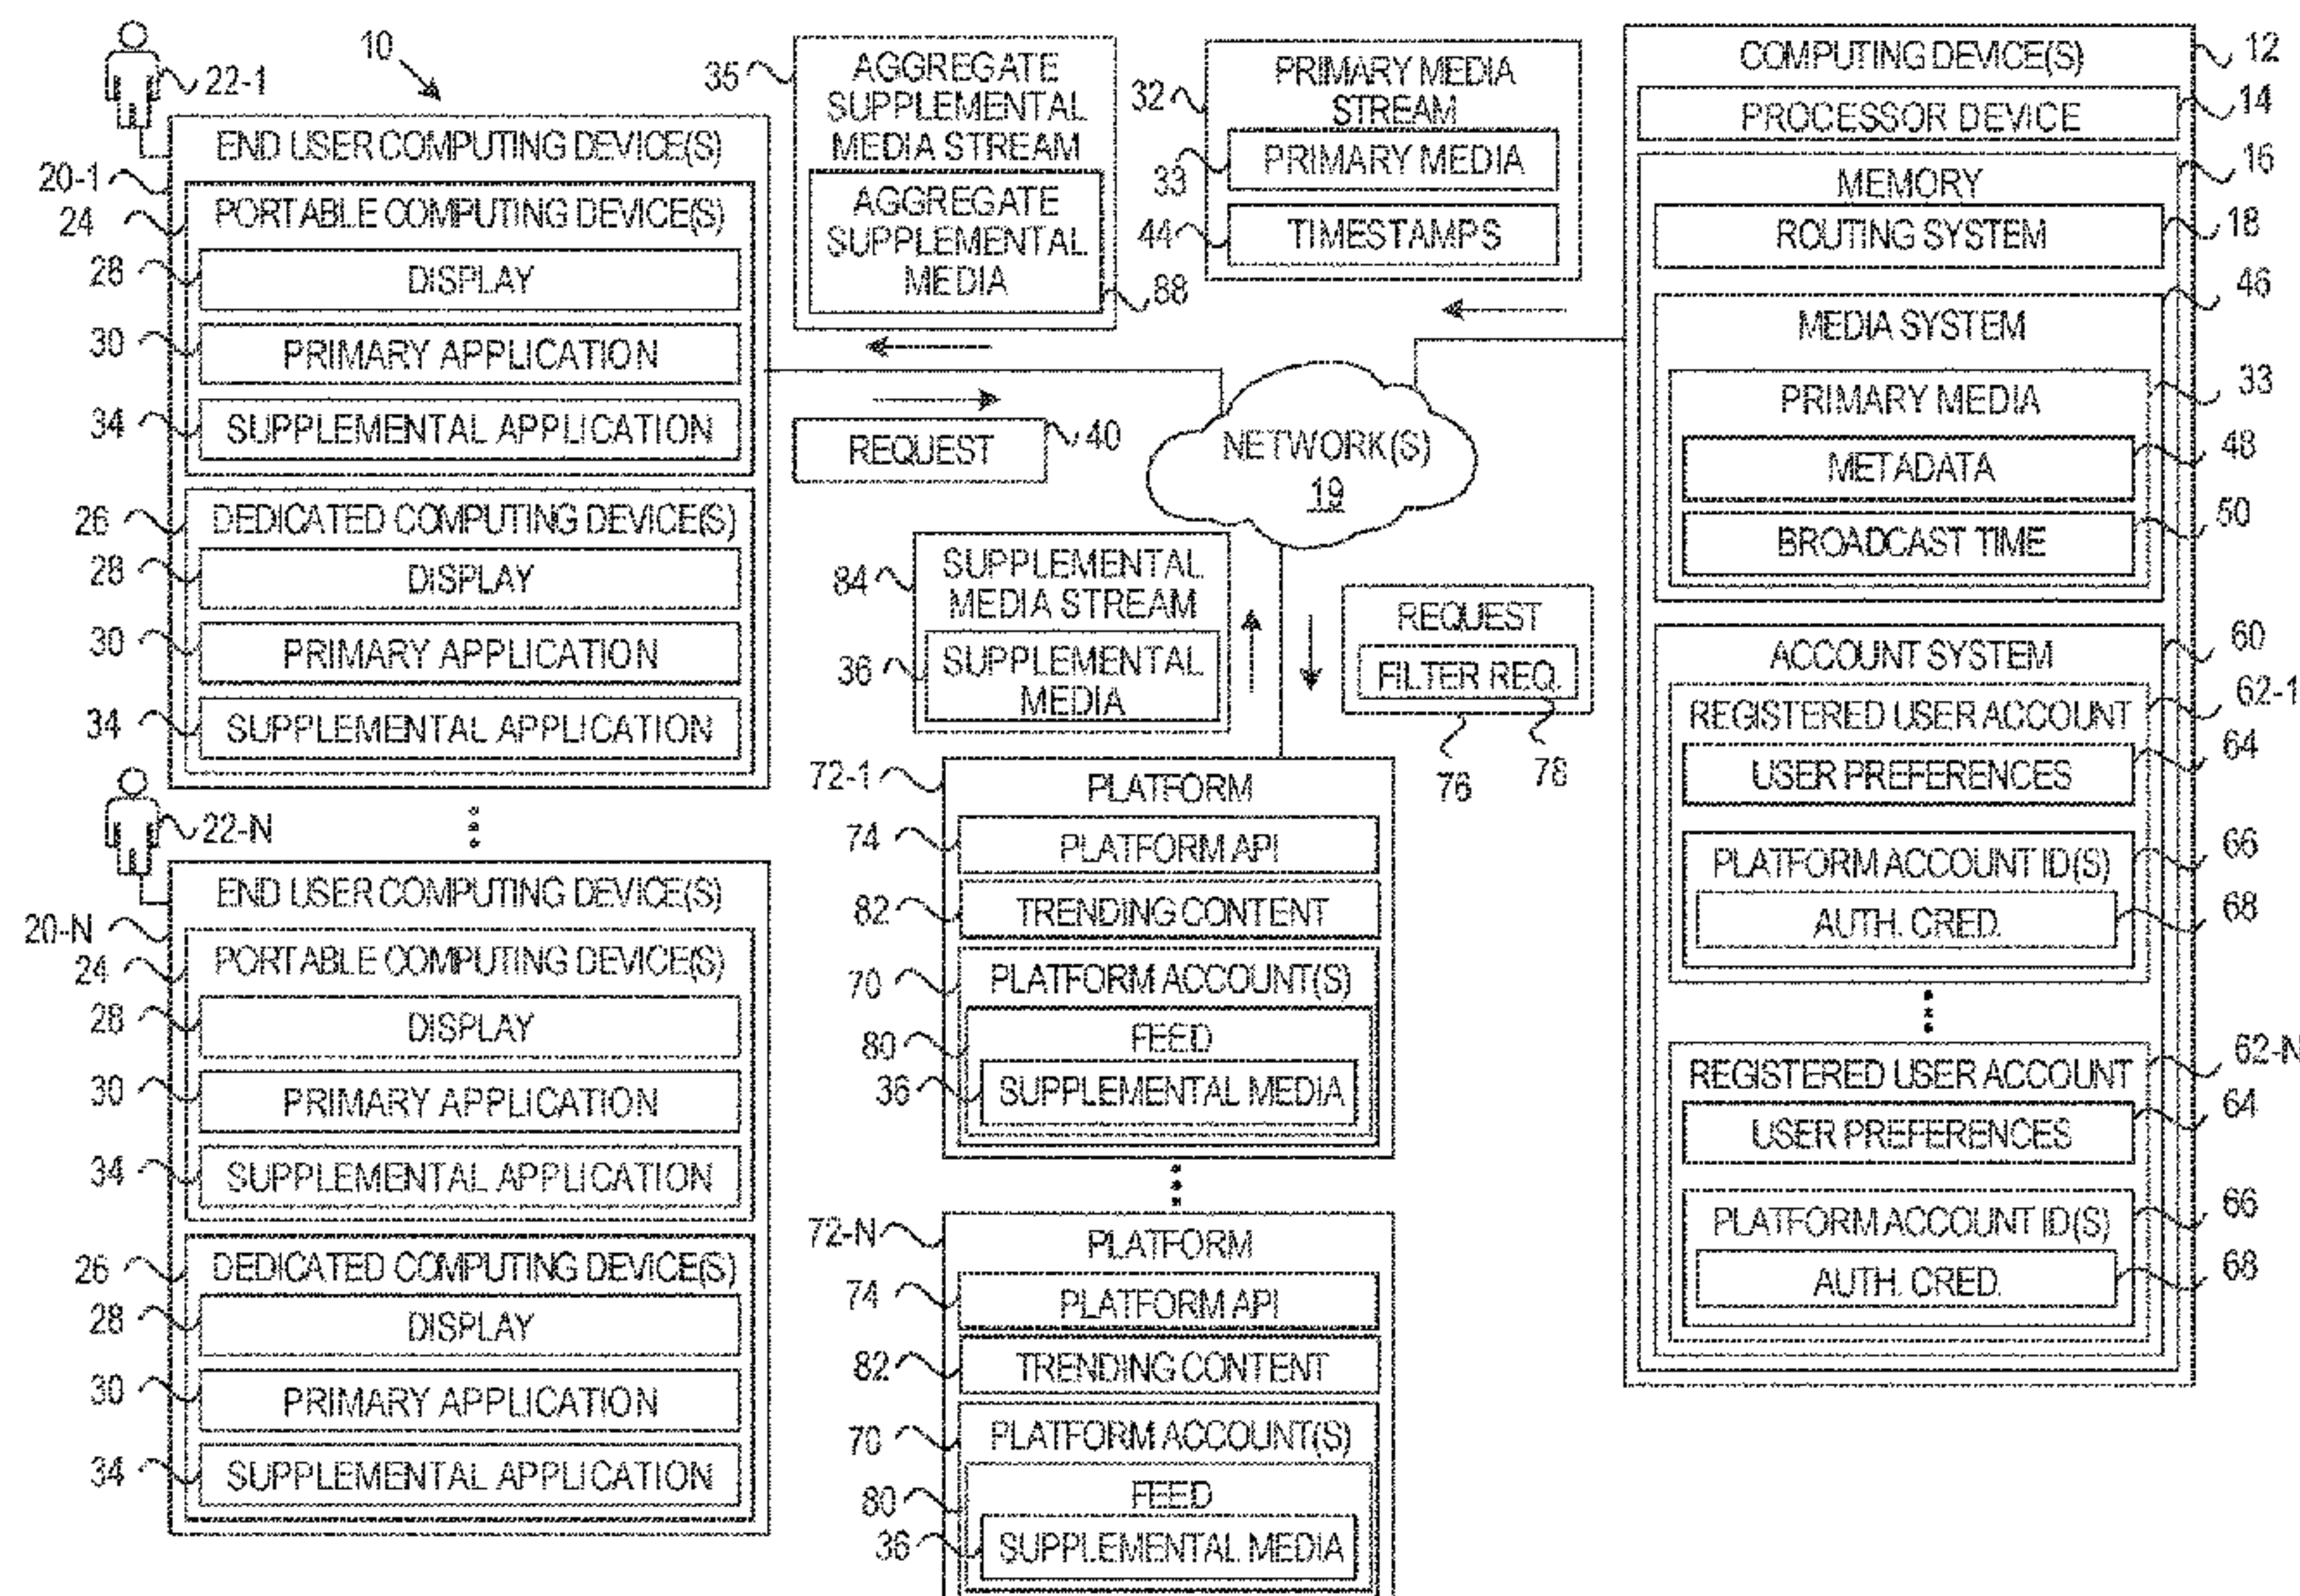 10
22-1
END USER COMPUTING DEVICE(S)
20-1
PORTABLE COMPUTING DEVICE(S)
24
28
DISPLAY
30
PRIMARY APPLICATION
34
SUPPLEMENTAL APPLICATION
26
DEDICATED COMPUTING DEVICE(S)
28
DISPLAY
30
PRIMARY APPLICATION
34
SUPPLEMENTAL APPLICATION
22-N
END USER COMPUTING DEVICE(S)
20-N
PORTABLE COMPUTING DEVICE(S)
24
28
DISPLAY
30
PRIMARY APPLICATION
34
SUPPLEMENTAL APPLICATION
26
DEDICATED COMPUTING DEVICE(S)
28
DISPLAY
30
PRIMARY APPLICATION
34
SUPPLEMENTAL APPLICATION
35
AGGREGATE
SUPPLEMENTAL
MEDIA STREAM
AGGREGATE
SUPPLEMENTAL
MEDIA
88
32
PRIMARY MEDIA
STREAM
33
PRIMARY MEDIA
44
TIMESTAMPS
REQUEST
40
NETWORK(S)
19
84
SUPPLEMENTAL
MEDIA STREAM
36
SUPPLEMENTAL
MEDIA
REQUEST
FILTER REQ.
76
78
72-1
PLATFORM
74
PLATFORM API
82
TRENDING CONTENT
70
PLATFORM ACCOUNT(S)
80
FEED
36
SUPPLEMENTAL MEDIA
72-N
PLATFORM
74
PLATFORM API
82
TRENDING CONTENT
70
PLATFORM ACCOUNT(S)
80
FEED
36
SUPPLEMENTAL MEDIA
COMPUTING DEVICE(S)
12
PROCESSOR DEVICE
14
MEMORY
16
ROUTING SYSTEM
18
MEDIA SYSTEM
46
PRIMARY MEDIA
33
METADATA
48
BROADCAST TIME
50
ACCOUNT SYSTEM
60
REGISTERED USER ACCOUNT
62-1
USER PREFERENCES
64
PLATFORM ACCOUNT ID(S)
66
AUTH. CRED.
68
REGISTERED USER ACCOUNT
62-N
USER PREFERENCES
64
PLATFORM ACCOUNT ID(S)
66
AUTH. CRED.
68